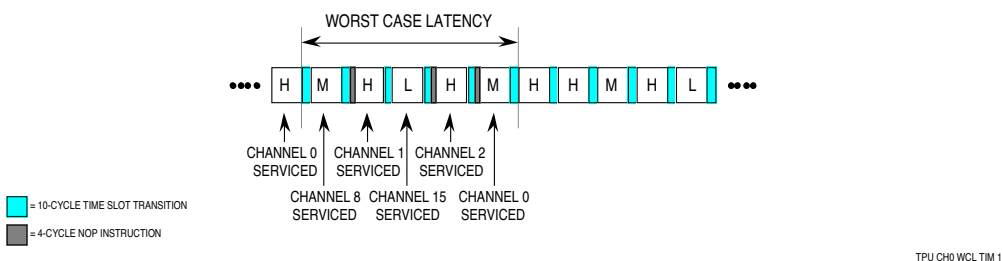 WORST CASE LATENCY
H M H L H M H H M H L
CHANNEL 0 CHANNEL 1 CHANNEL 2
SERVICED SERVICED SERVICED
CHANNEL 8 CHANNEL 15 CHANNEL 0
SERVICED SERVICED SERVICED
= 10-CYCLE TIME SLOT TRANSITION
= 4-CYCLE NOP INSTRUCTION
TPU CH0 WCL TIM 1